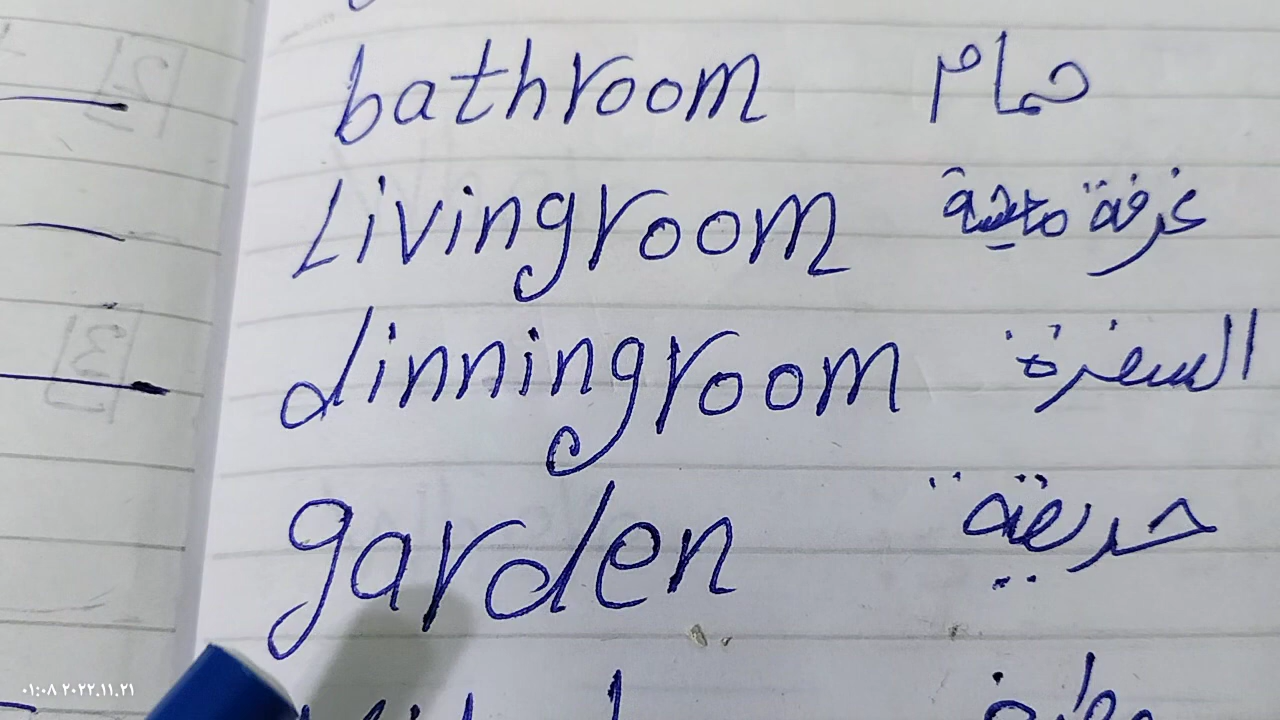 bathroom حمام
Livingroom غرفة معيشة
dinningroom السفرة
garden حديقة
٠١:٠٨ ٢٠٢٢.١١.٢١